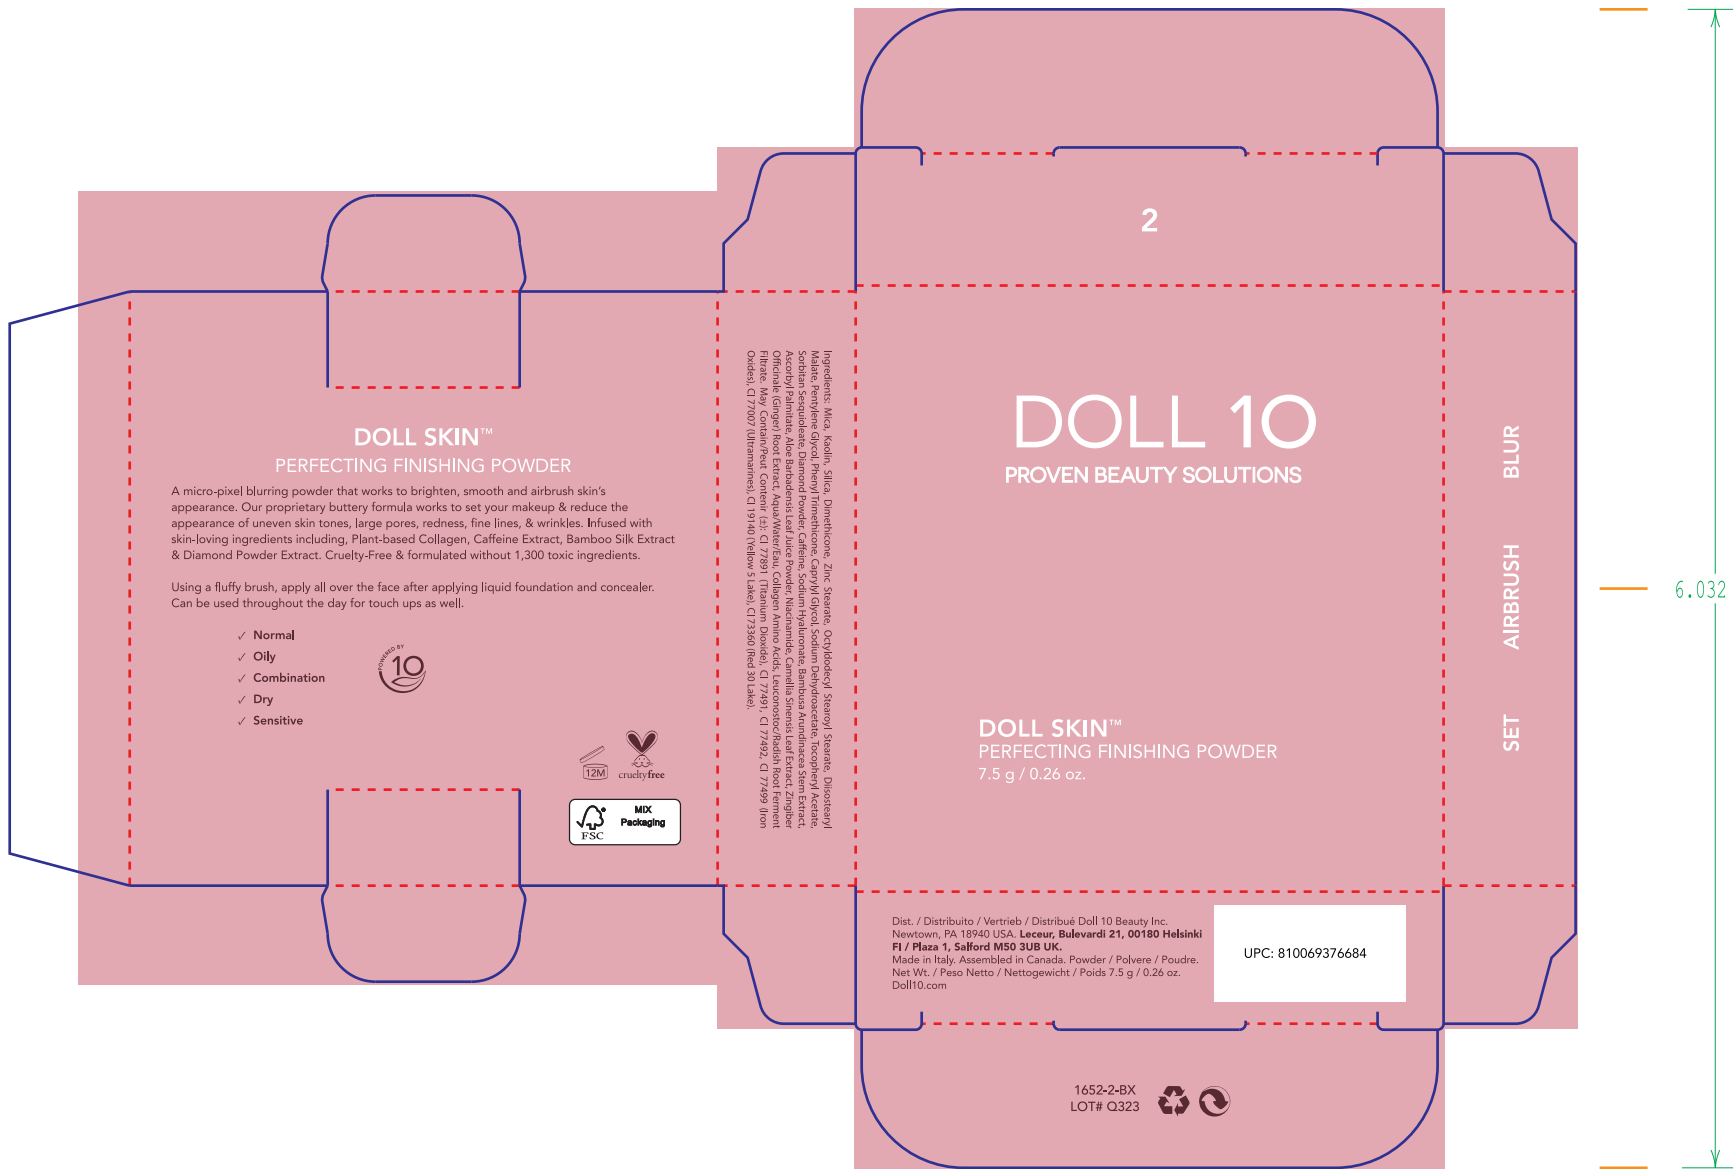 2
DOLL 10
PROVEN BEAUTY SOLUTIONS
DOLL SKIN™
PERFECTING FINISHING POWDER
7.5 g / 0.26 oz.
DOLL SKIN™
PERFECTING FINISHING POWDER
A micro-pixel blurring powder that works to brighten, smooth and airbrush skin's
appearance. Our proprietary buttery formula works to set your makeup & reduce the
appearance of uneven skin tones, large pores, redness, fine lines, & wrinkles. Infused with
skin-loving ingredients including, Plant-based Collagen, Caffeine Extract, Bamboo Silk Extract
& Diamond Powder Extract. Cruelty-Free & formulated without 1,300 toxic ingredients.
Using a fluffy brush, apply all over the face after applying liquid foundation and concealer.
Can be used throughout the day for touch ups as well.
✓ Normal
✓ Oily
✓ Combination
✓ Dry
✓ Sensitive
POWERED BY
10
12M
crueltyfree
FSC
MIX
Packaging
Ingredients: Mica, Kaolin, Silica, Dimethicone, Zinc Stearate, Octyldodecyl Stearoyl Stearate, Diisostearyl
Malate, Pentylene Glycol, Phenyl Trimethicone, Caprylyl Glycol, Sodium Dehydroacetate, Tocopheryl Acetate,
Sorbitan Sesquioleate, Diamond Powder, Caffeine, Sodium Hyaluronate, Bambusa Arundinacea Stem Extract,
Ascorbyl Palmitate, Aloe Barbadensis Leaf Juice Powder, Niacinamide, Camellia Sinensis Leaf Extract, Zingiber
Officinale (Ginger) Root Extract, Aqua/Water/Eau, Collagen Amino Acids, Leuconostoc/Radish Root Ferment
Filtrate. May Contain/Peut Contenir (±): CI 77891 (Titanium Dioxide), CI 77491, CI 77492, CI 77499 (Iron
Oxides), CI 77007 (Ultramarines), CI 19140 (Yellow 5 Lake), CI 73360 (Red 30 Lake).
BLUR
AIRBRUSH
SET
6.032
Dist. / Distribuito / Vertrieb / Distribué Doll 10 Beauty Inc.
Newtown, PA 18940 USA. Leceur, Bulevardi 21, 00180 Helsinki
FI / Plaza 1, Salford M50 3UB UK.
Made in Italy. Assembled in Canada. Powder / Polvere / Poudre.
Net Wt. / Peso Netto / Nettogewicht / Poids 7.5 g / 0.26 oz.
Doll10.com
UPC: 810069376684
1652-2-BX
LOT# Q323